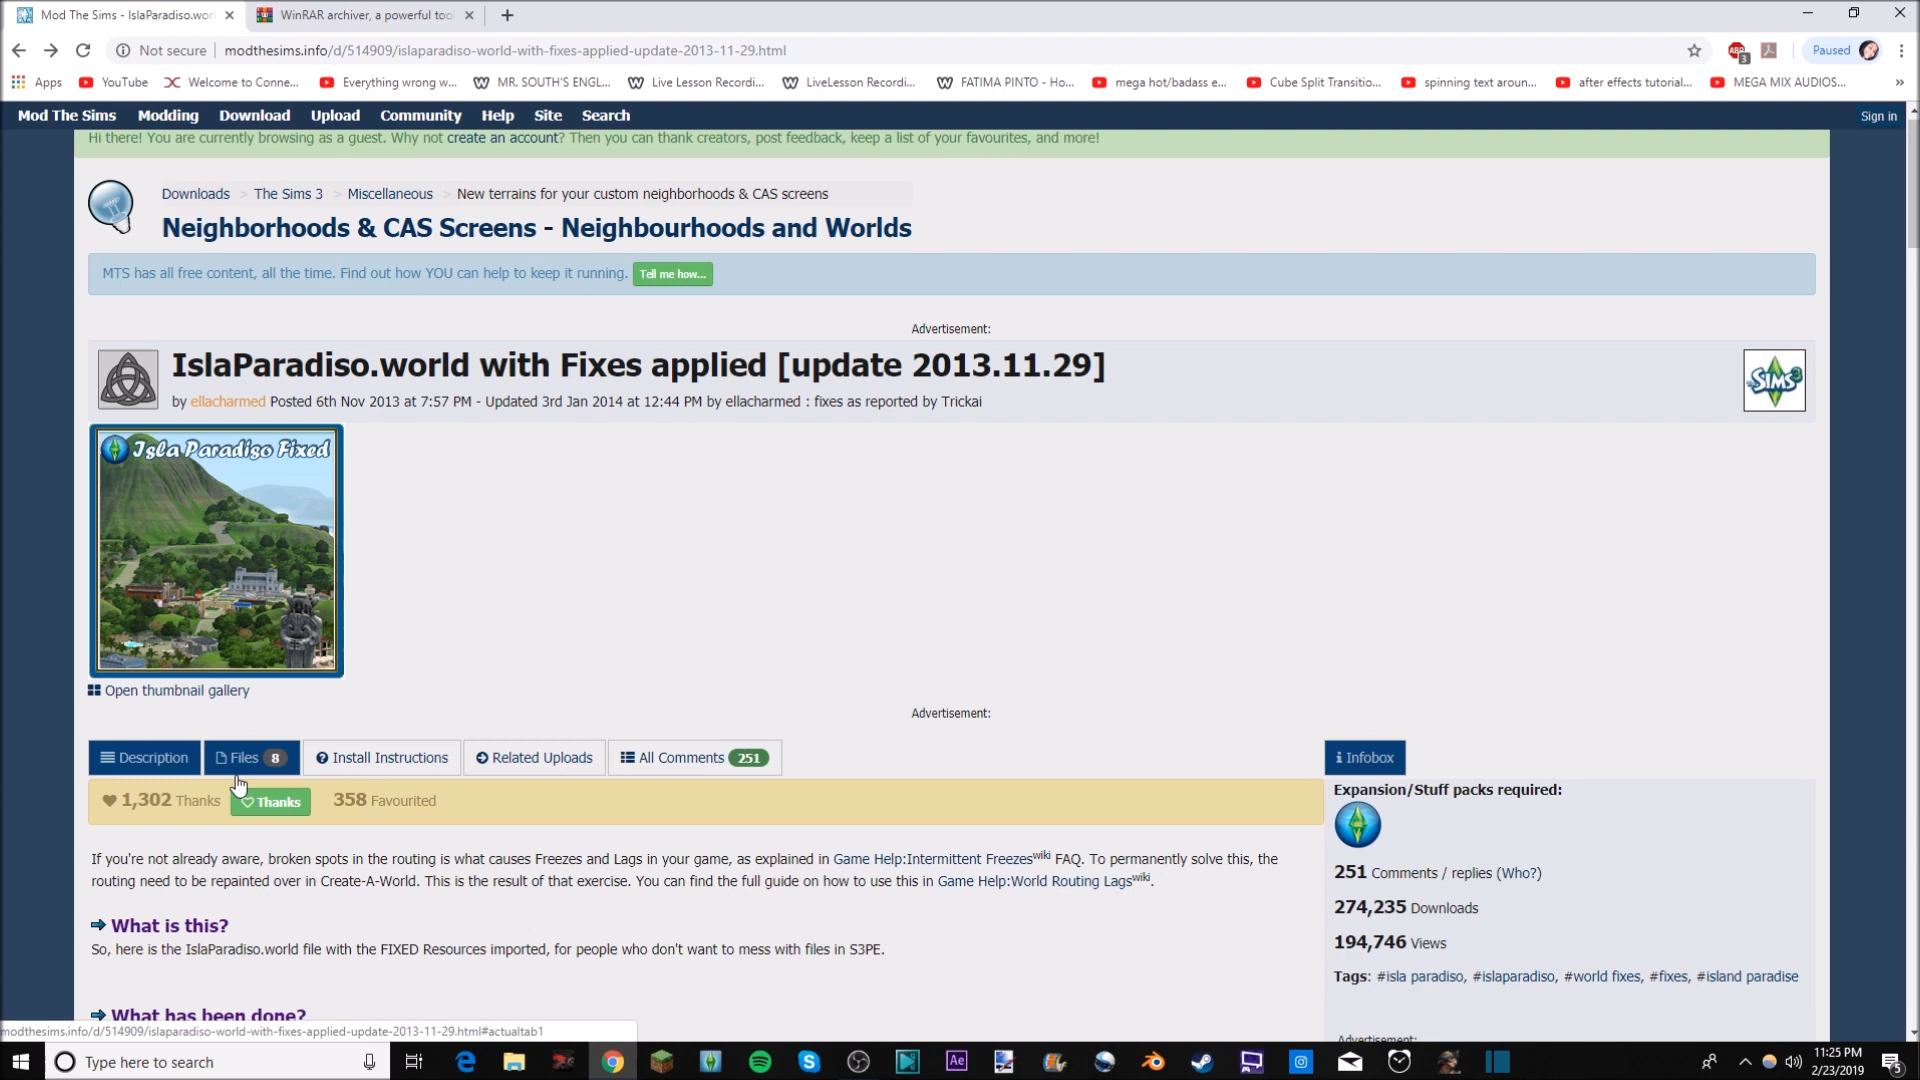 Mod The Sims - IslaParadiso.worl
WinRAR archiver, a powerful tool
Not secure | modthesims.info/d/514909/islaparadiso-world-with-fixes-applied-update-2013-11-29.html
ABP
3
Paused
Apps
YouTube
Welcome to Conne...
Everything wrong w...
MR. SOUTH'S ENGL...
Live Lesson Recordi...
LiveLesson Recordi...
FATIMA PINTO - Ho...
mega hot/badass e...
Cube Split Transitio...
spinning text aroun...
after effects tutorial...
MEGA MIX AUDIOS...
»
Mod The Sims Modding Download Upload Community Help Site Search
Sign in
Hi there! You are currently browsing as a guest. Why not create an account? Then you can thank creators, post feedback, keep a list of your favourites, and more!
Downloads > The Sims 3 > Miscellaneous > New terrains for your custom neighborhoods & CAS screens
Neighborhoods & CAS Screens - Neighbourhoods and Worlds
MTS has all free content, all the time. Find out how YOU can help to keep it running. Tell me how...
Advertisement:
IslaParadiso.world with Fixes applied [update 2013.11.29]
by ellacharmed Posted 6th Nov 2013 at 7:57 PM - Updated 3rd Jan 2014 at 12:44 PM by ellacharmed : fixes as reported by Trickai
SIMS3
Isla Paradiso Fixed
Open thumbnail gallery
Advertisement:
Description
Files 8
Install Instructions
Related Uploads
All Comments 251
Infobox
1,302 Thanks
Thanks
358 Favourited
Expansion/Stuff packs required:
If you're not already aware, broken spots in the routing is what causes Freezes and Lags in your game, as explained in Game Help:Intermittent Freezeswiki FAQ. To permanently solve this, the
routing need to be repainted over in Create-A-World. This is the result of that exercise. You can find the full guide on how to use this in Game Help:World Routing Lagswiki.
251 Comments / replies (Who?)
274,235 Downloads
194,746 Views
Tags: #isla paradiso, #islaparadiso, #world fixes, #fixes, #island paradise
What is this?
So, here is the IslaParadiso.world file with the FIXED Resources imported, for people who don't want to mess with files in S3PE.
What has been done?
Advertisement:
modthesims.info/d/514909/islaparadiso-world-with-fixes-applied-update-2013-11-29.html#actualtab1
Type here to search
Ae
11:25 PM
2/23/2019
5